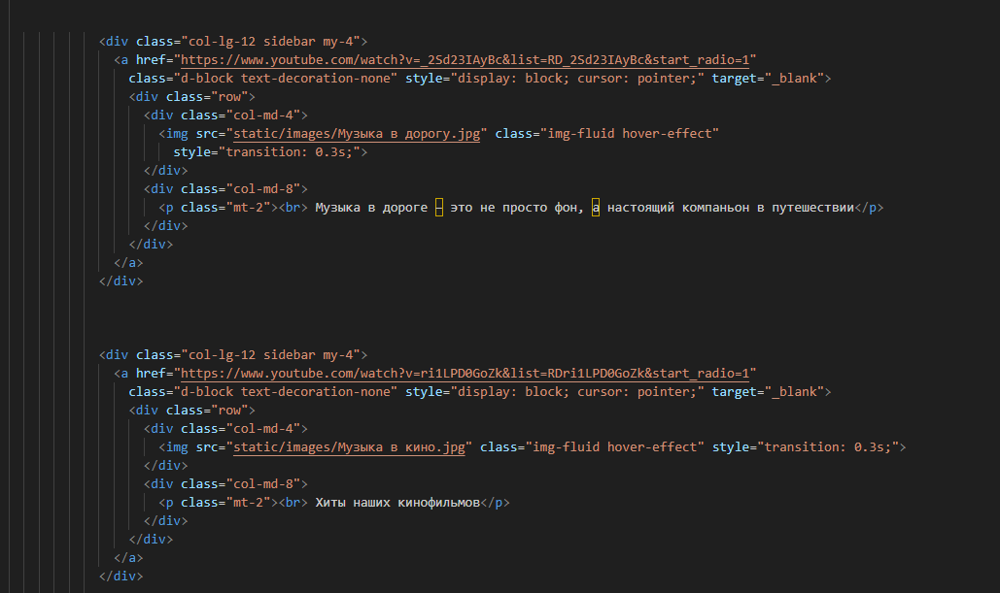 <div class="col-lg-12 sidebar my-4">
<a href="https://www.youtube.com/watch?v=_2Sd23IAyBc&list=RD_2Sd23IAyBc&start_radio=1"
class="d-block text-decoration-none" style="display: block; cursor: pointer;" target="_blank">
<div class="row">
<div class="col-md-4">
<img src="static/images/Музыка в дорогу.jpg" class="img-fluid hover-effect"
style="transition: 0.3s;">
</div>
<div class="col-md-8">
<p class="mt-2"><br> Музыка в дороге – это не просто фон, а настоящий компаньон в путешествии</p>
</div>
</div>
</a>
</div>
<div class="col-lg-12 sidebar my-4">
<a href="https://www.youtube.com/watch?v=ri1LPD0GoZk&list=RDri1LPD0GoZk&start_radio=1"
class="d-block text-decoration-none" style="display: block; cursor: pointer;" target="_blank">
<div class="row">
<div class="col-md-4">
<img src="static/images/Музыка в кино.jpg" class="img-fluid hover-effect" style="transition: 0.3s;">
</div>
<div class="col-md-8">
<p class="mt-2"><br> Хиты наших кинофильмов</p>
</div>
</div>
</a>
</div>